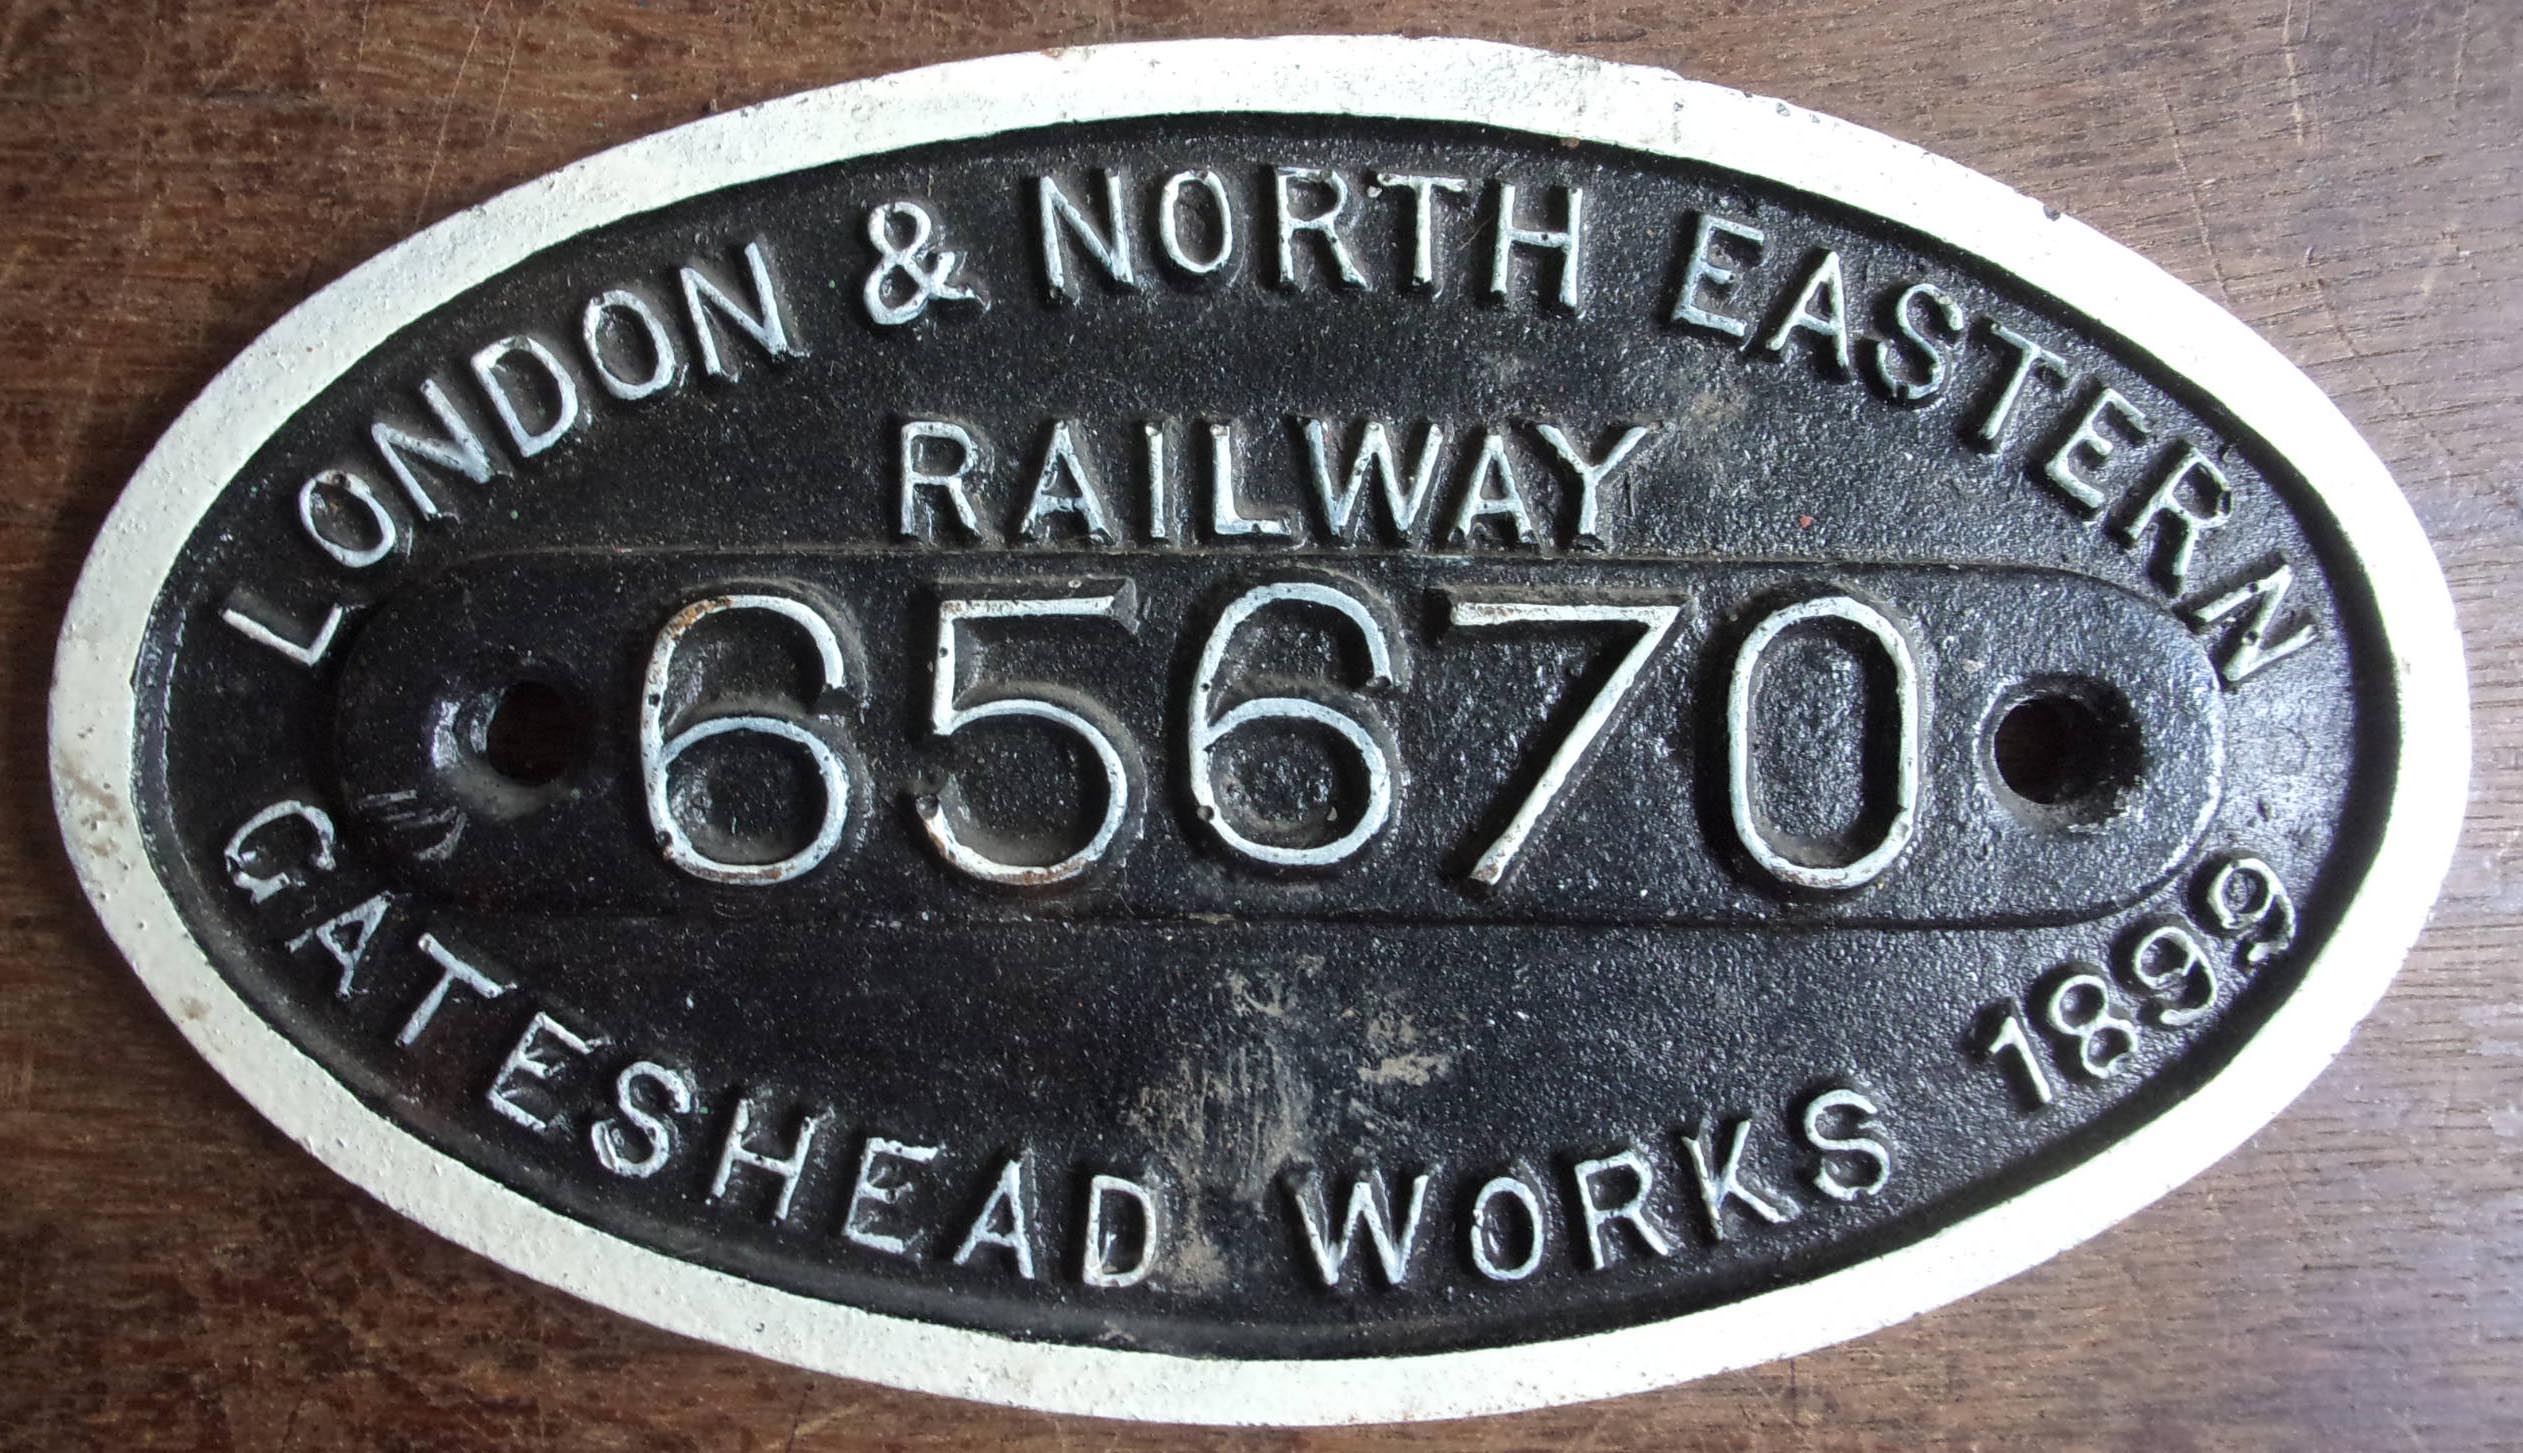 LONDON & NORTH EASTERN
RAILWAY
65670
GATESHEAD WORKS 1899